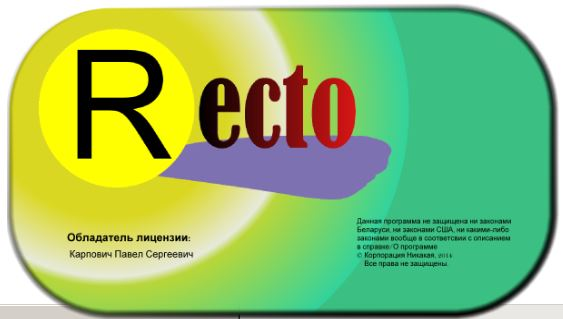 Recto
Обладатель лицензии:
Карпович Павел Сергеевич
Данная программа не защищена ни законами
Беларуси, ни законами США, ни какими-либо
законами вообще в соответсвии с описанием
в справке/О программе
© Корпорация Никакая, 2014
Все права не защищены.